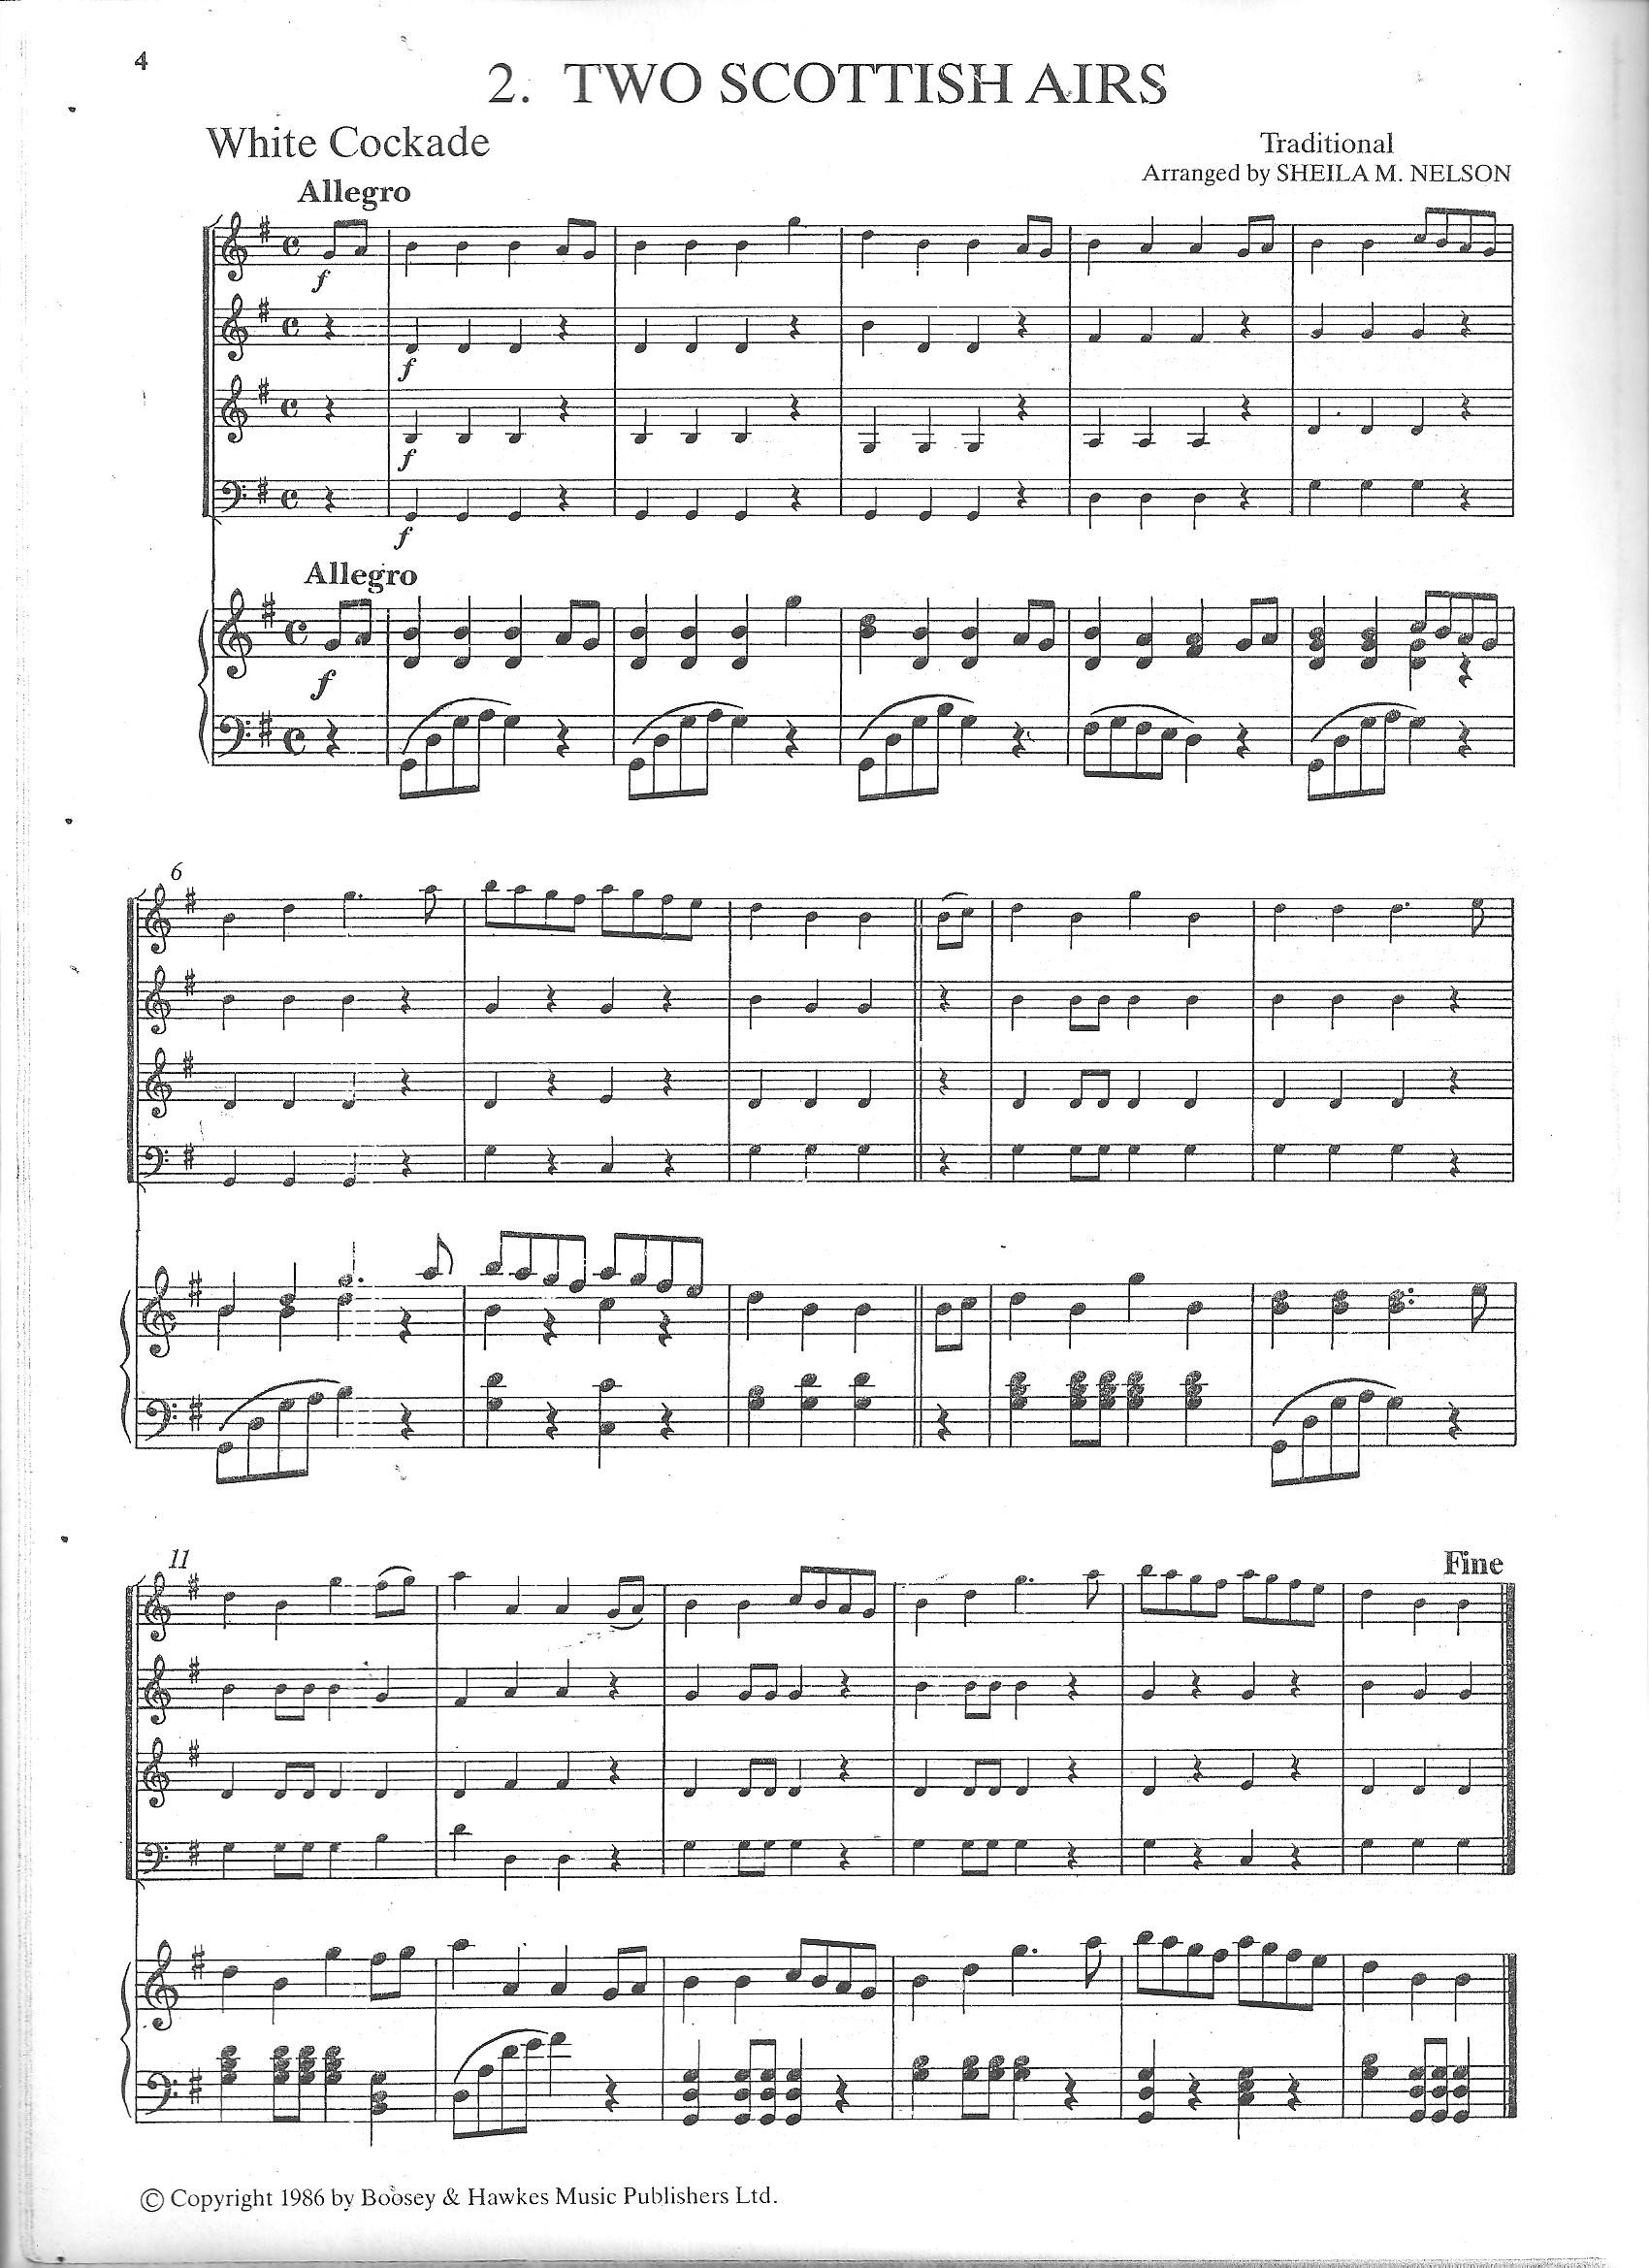 4
2. TWO SCOTTISH AIRS
White Cockade
Traditional
Arranged by SHEILA M. NELSON
Allegro
f
f
f
f
Allegro
f
6
11
Fine
© Copyright 1986 by Boosey & Hawkes Music Publishers Ltd.